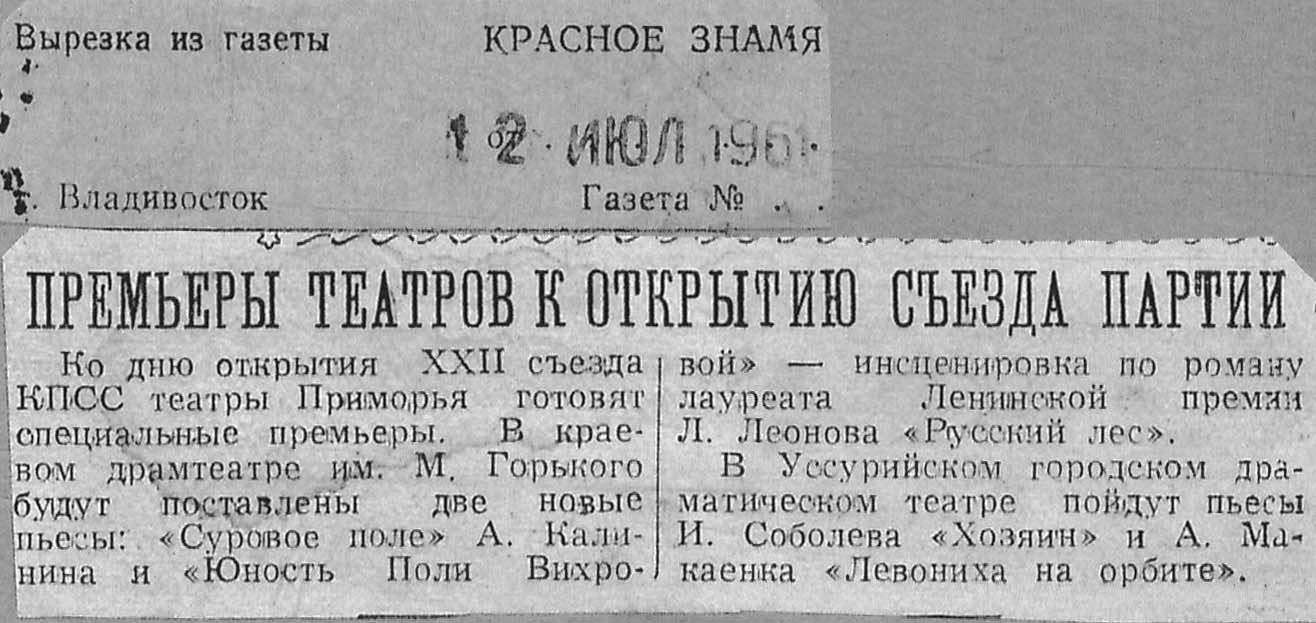 Вырезка из газеты КРАСНОЕ ЗНАМЯ
от 12 ИЮЛ 1961
г. Владивосток Газета № . .
ПРЕМЬЕРЫ ТЕАТРОВ К ОТКРЫТИЮ СЪЕЗДА ПАРТИИ
Ко дню открытия XXII съезда
КПСС театры Приморья готовят
специальные премьеры. В крае-
вом драмтеатре им. М. Горького
будут поставлены две новые
пьесы: «Суровое поле» А. Кали-
нина и «Юность Поли Вихро-
вой» — инсценировка по роману
лауреата Ленинской премии
Л. Леонова «Русский лес».
В Уссурийском городском дра-
матическом театре пойдут пьесы
И. Соболева «Хозяин» и А. Ма-
каенка «Левониха на орбите».